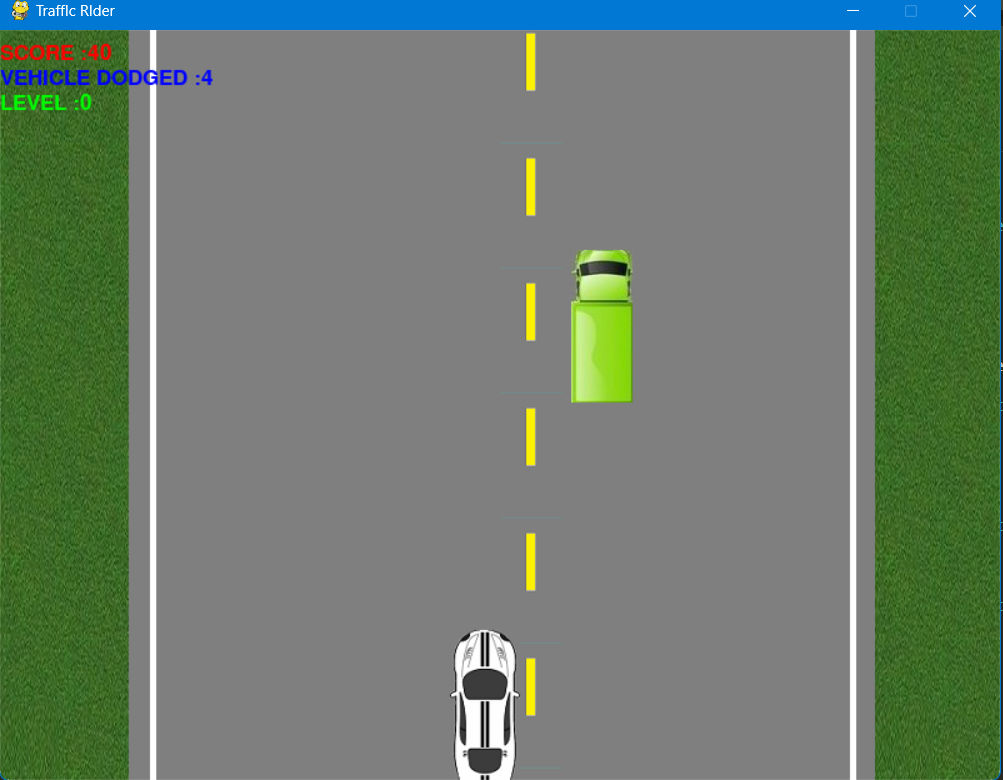 Traffic RIder
SCORE :40
VEHICLE DODGED :4
LEVEL :0